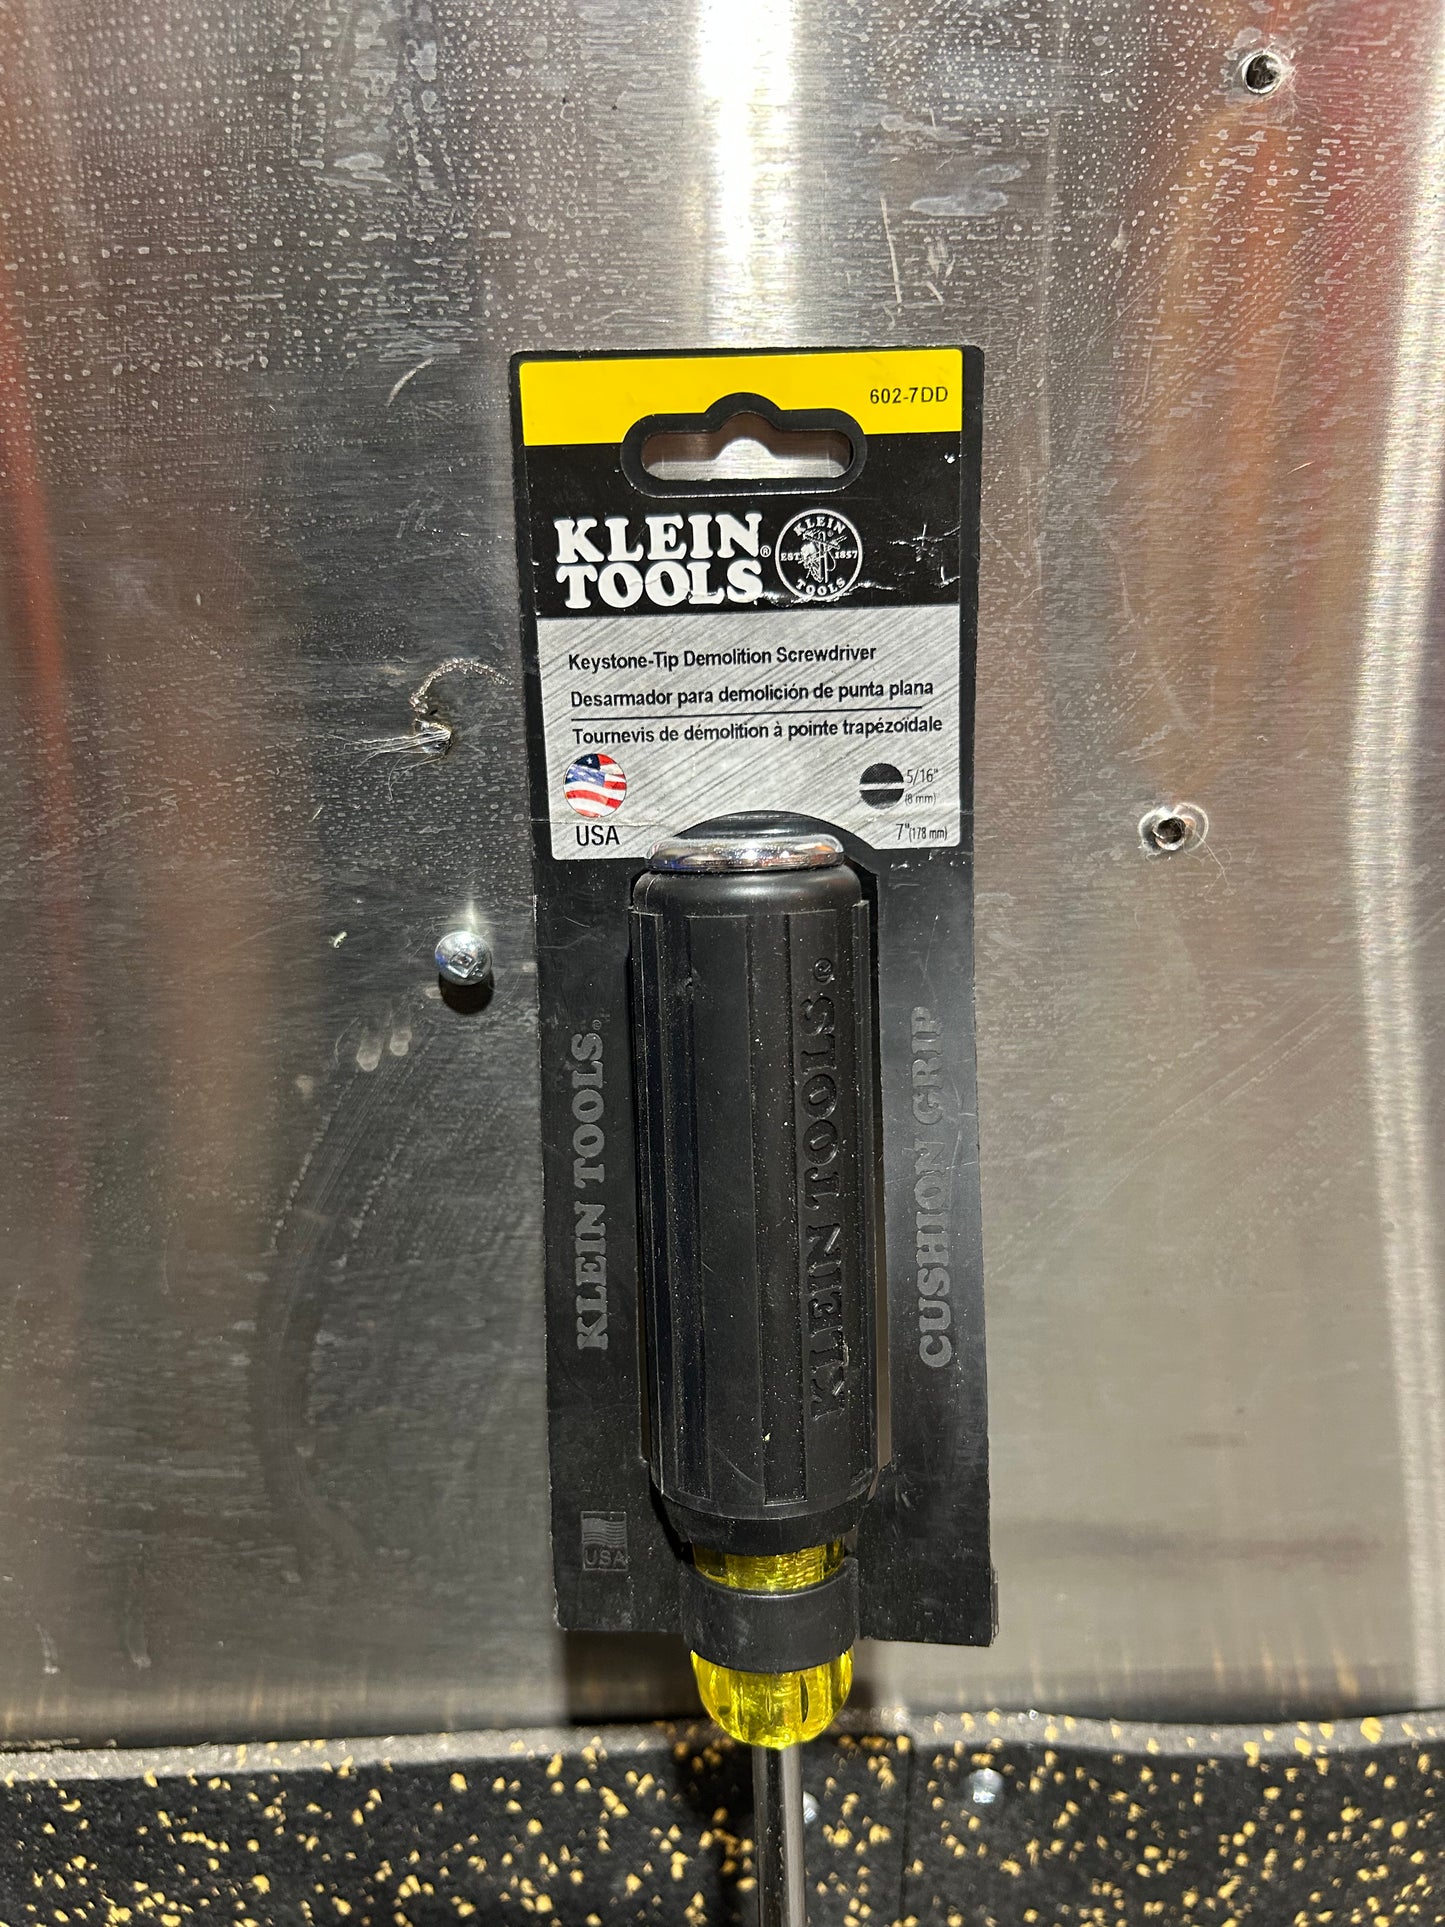 602-7DD
KLEIN®
TOOLS
KLEIN
EST. 1857
TOOLS
Keystone-Tip Demolition Screwdriver
Desarmador para demolición de punta plana
Tournevis de démolition à pointe trapézoïdale
5/16"
(8 mm)
USA
7" (178 mm)
KLEIN TOOLS®
KLEIN TOOLS®
CUSHION GRIP
USA